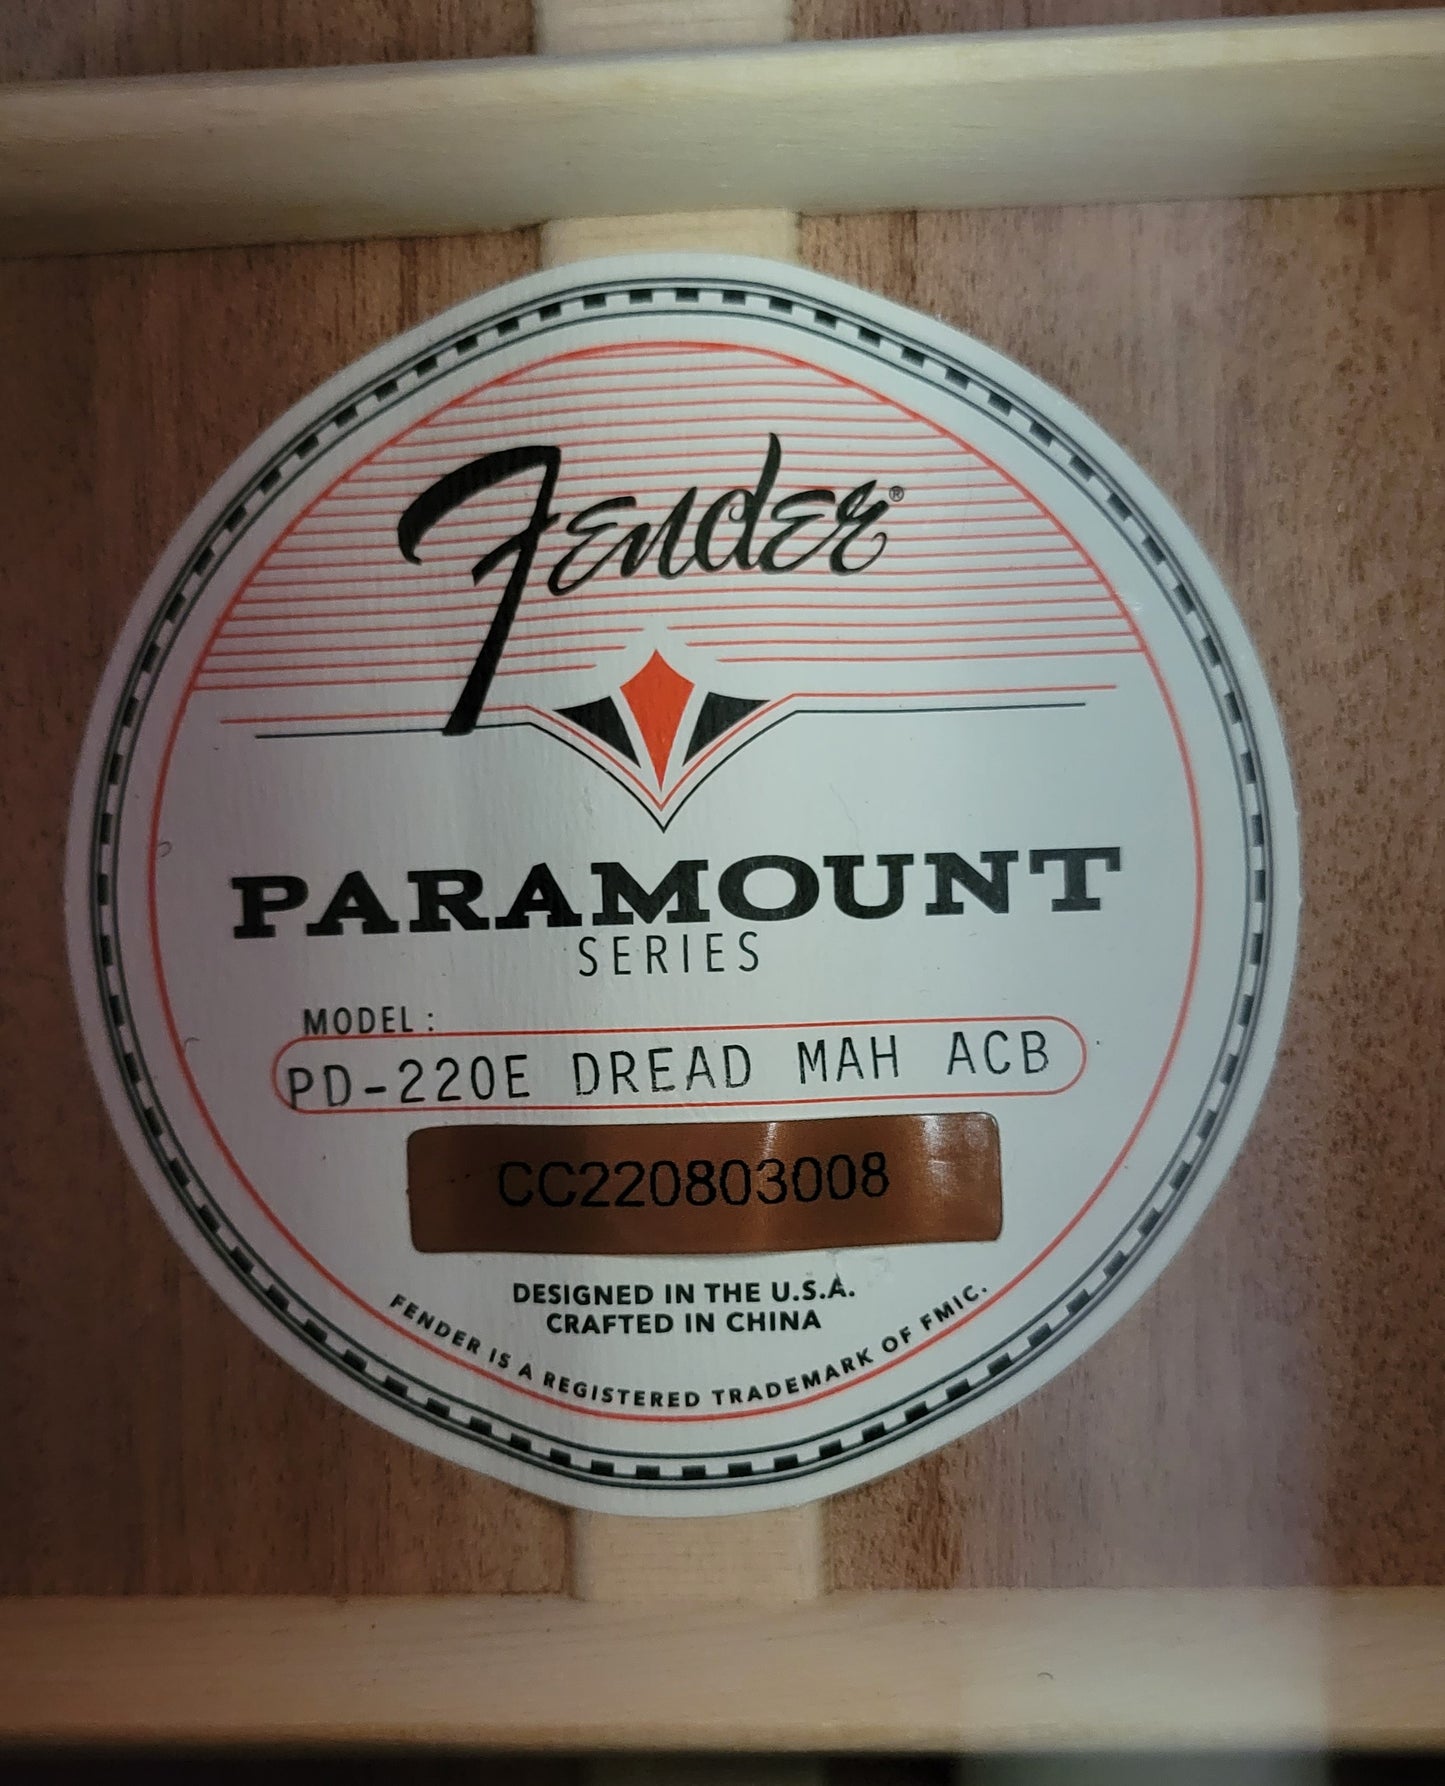 Fender®
PARAMOUNT
SERIES
MODEL:
PD-220E DREAD MAH ACB
CC220803008
DESIGNED IN THE U.S.A.
CRAFTED IN CHINA
FENDER IS A REGISTERED TRADEMARK OF FMIC.